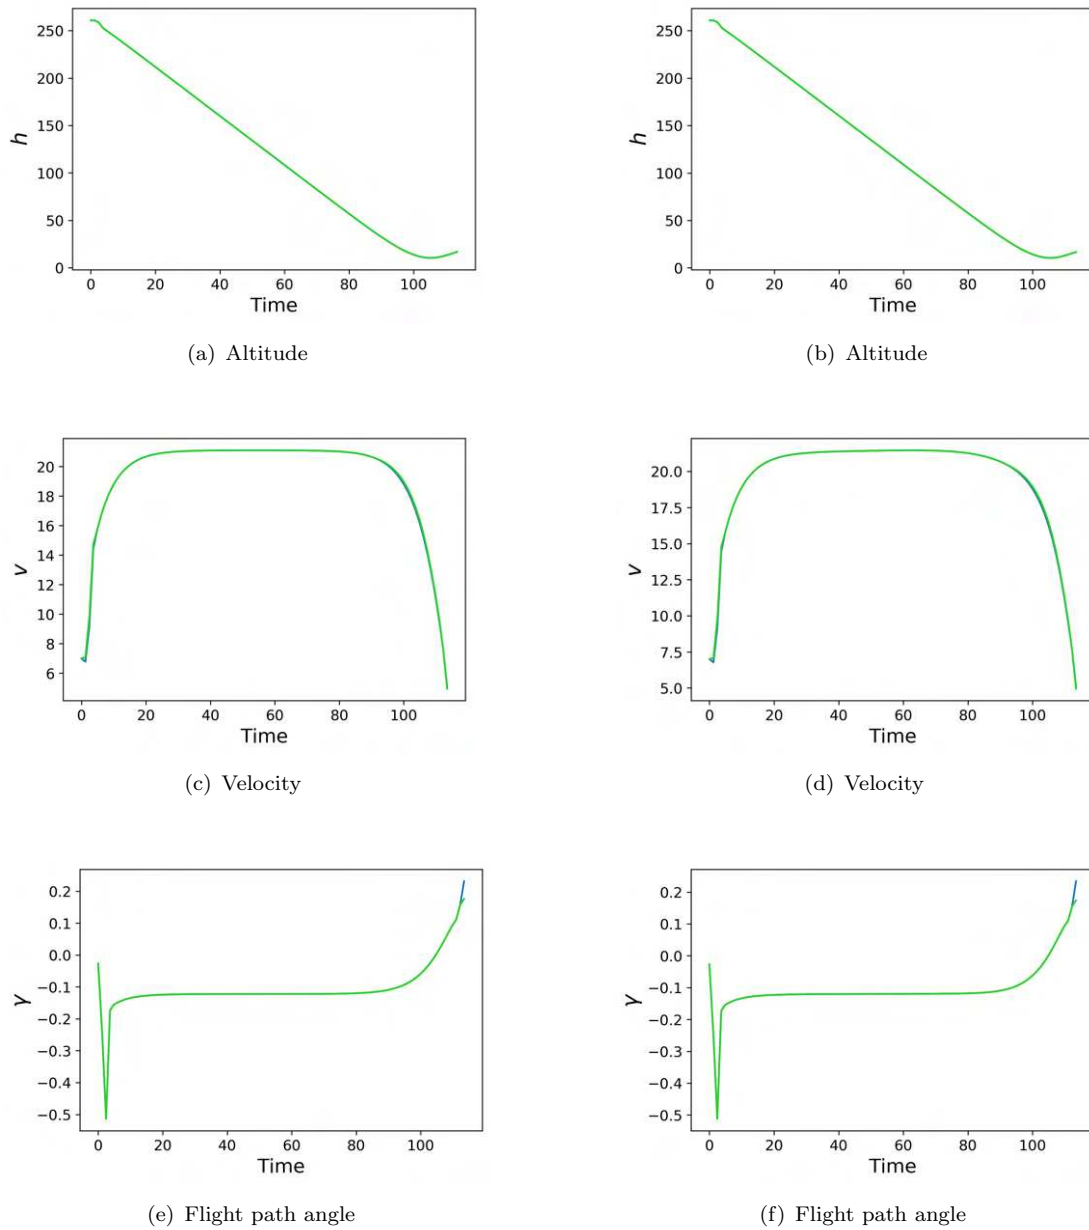 250
200
150
100
50
0
h
0 20 40 60 80 100
Time
(a) Altitude
250
200
150
100
50
0
h
0 20 40 60 80 100
Time
(b) Altitude
20
18
16
14
12
10
8
6
v
0 20 40 60 80 100
Time
(c) Velocity
20.0
17.5
15.0
12.5
10.0
7.5
5.0
v
0 20 40 60 80 100
Time
(d) Velocity
0.2
0.1
0.0
−0.1
−0.2
−0.3
−0.4
−0.5
γ
0 20 40 60 80 100
Time
(e) Flight path angle
0.2
0.1
0.0
−0.1
−0.2
−0.3
−0.4
−0.5
γ
0 20 40 60 80 100
Time
(f) Flight path angle